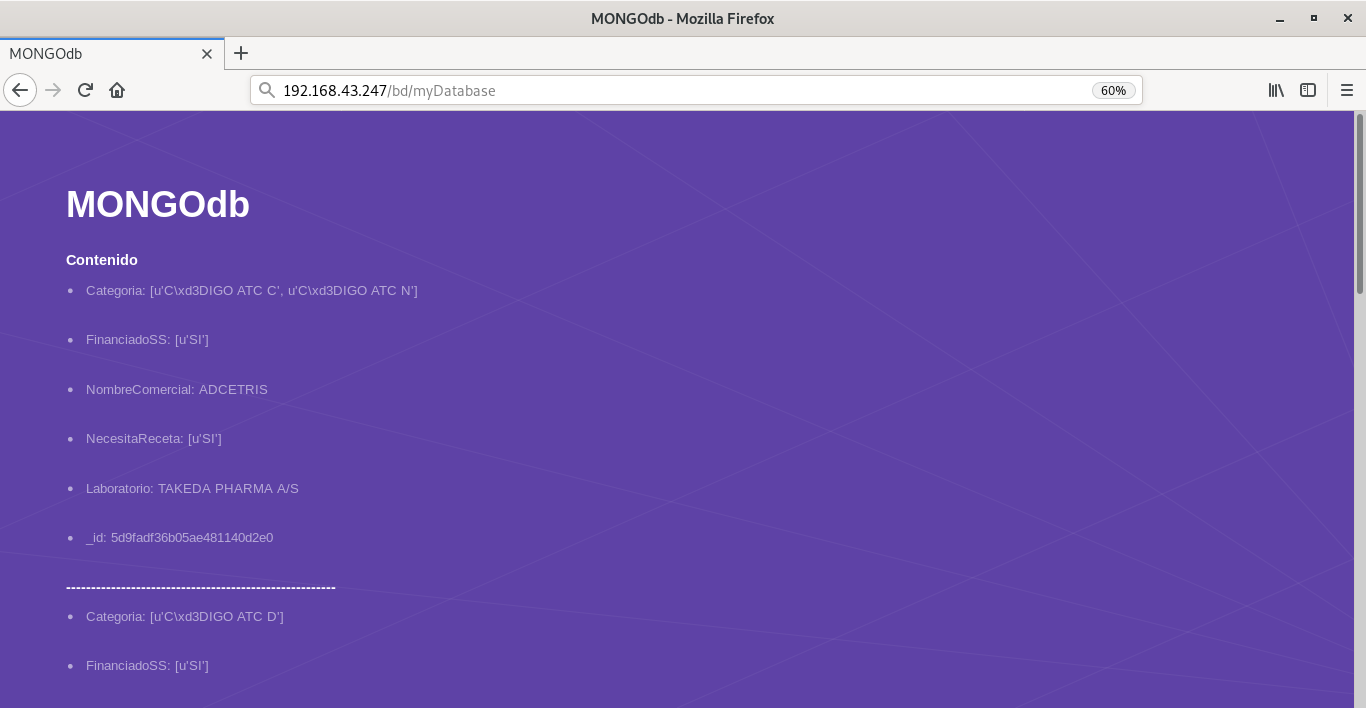 MONGOdb - Mozilla Firefox
MONGOdb
192.168.43.247/bd/myDatabase
60%
MONGOdb
Contenido
Categoria: [u'C\xd3DIGO ATC C', u'C\xd3DIGO ATC N']
FinanciadoSS: [u'SI']
NombreComercial: ADCETRIS
NecesitaReceta: [u'SI']
Laboratorio: TAKEDA PHARMA A/S
_id: 5d9fadf36b05ae481140d2e0
------------------------------------------------------
Categoria: [u'C\xd3DIGO ATC D']
FinanciadoSS: [u'SI']